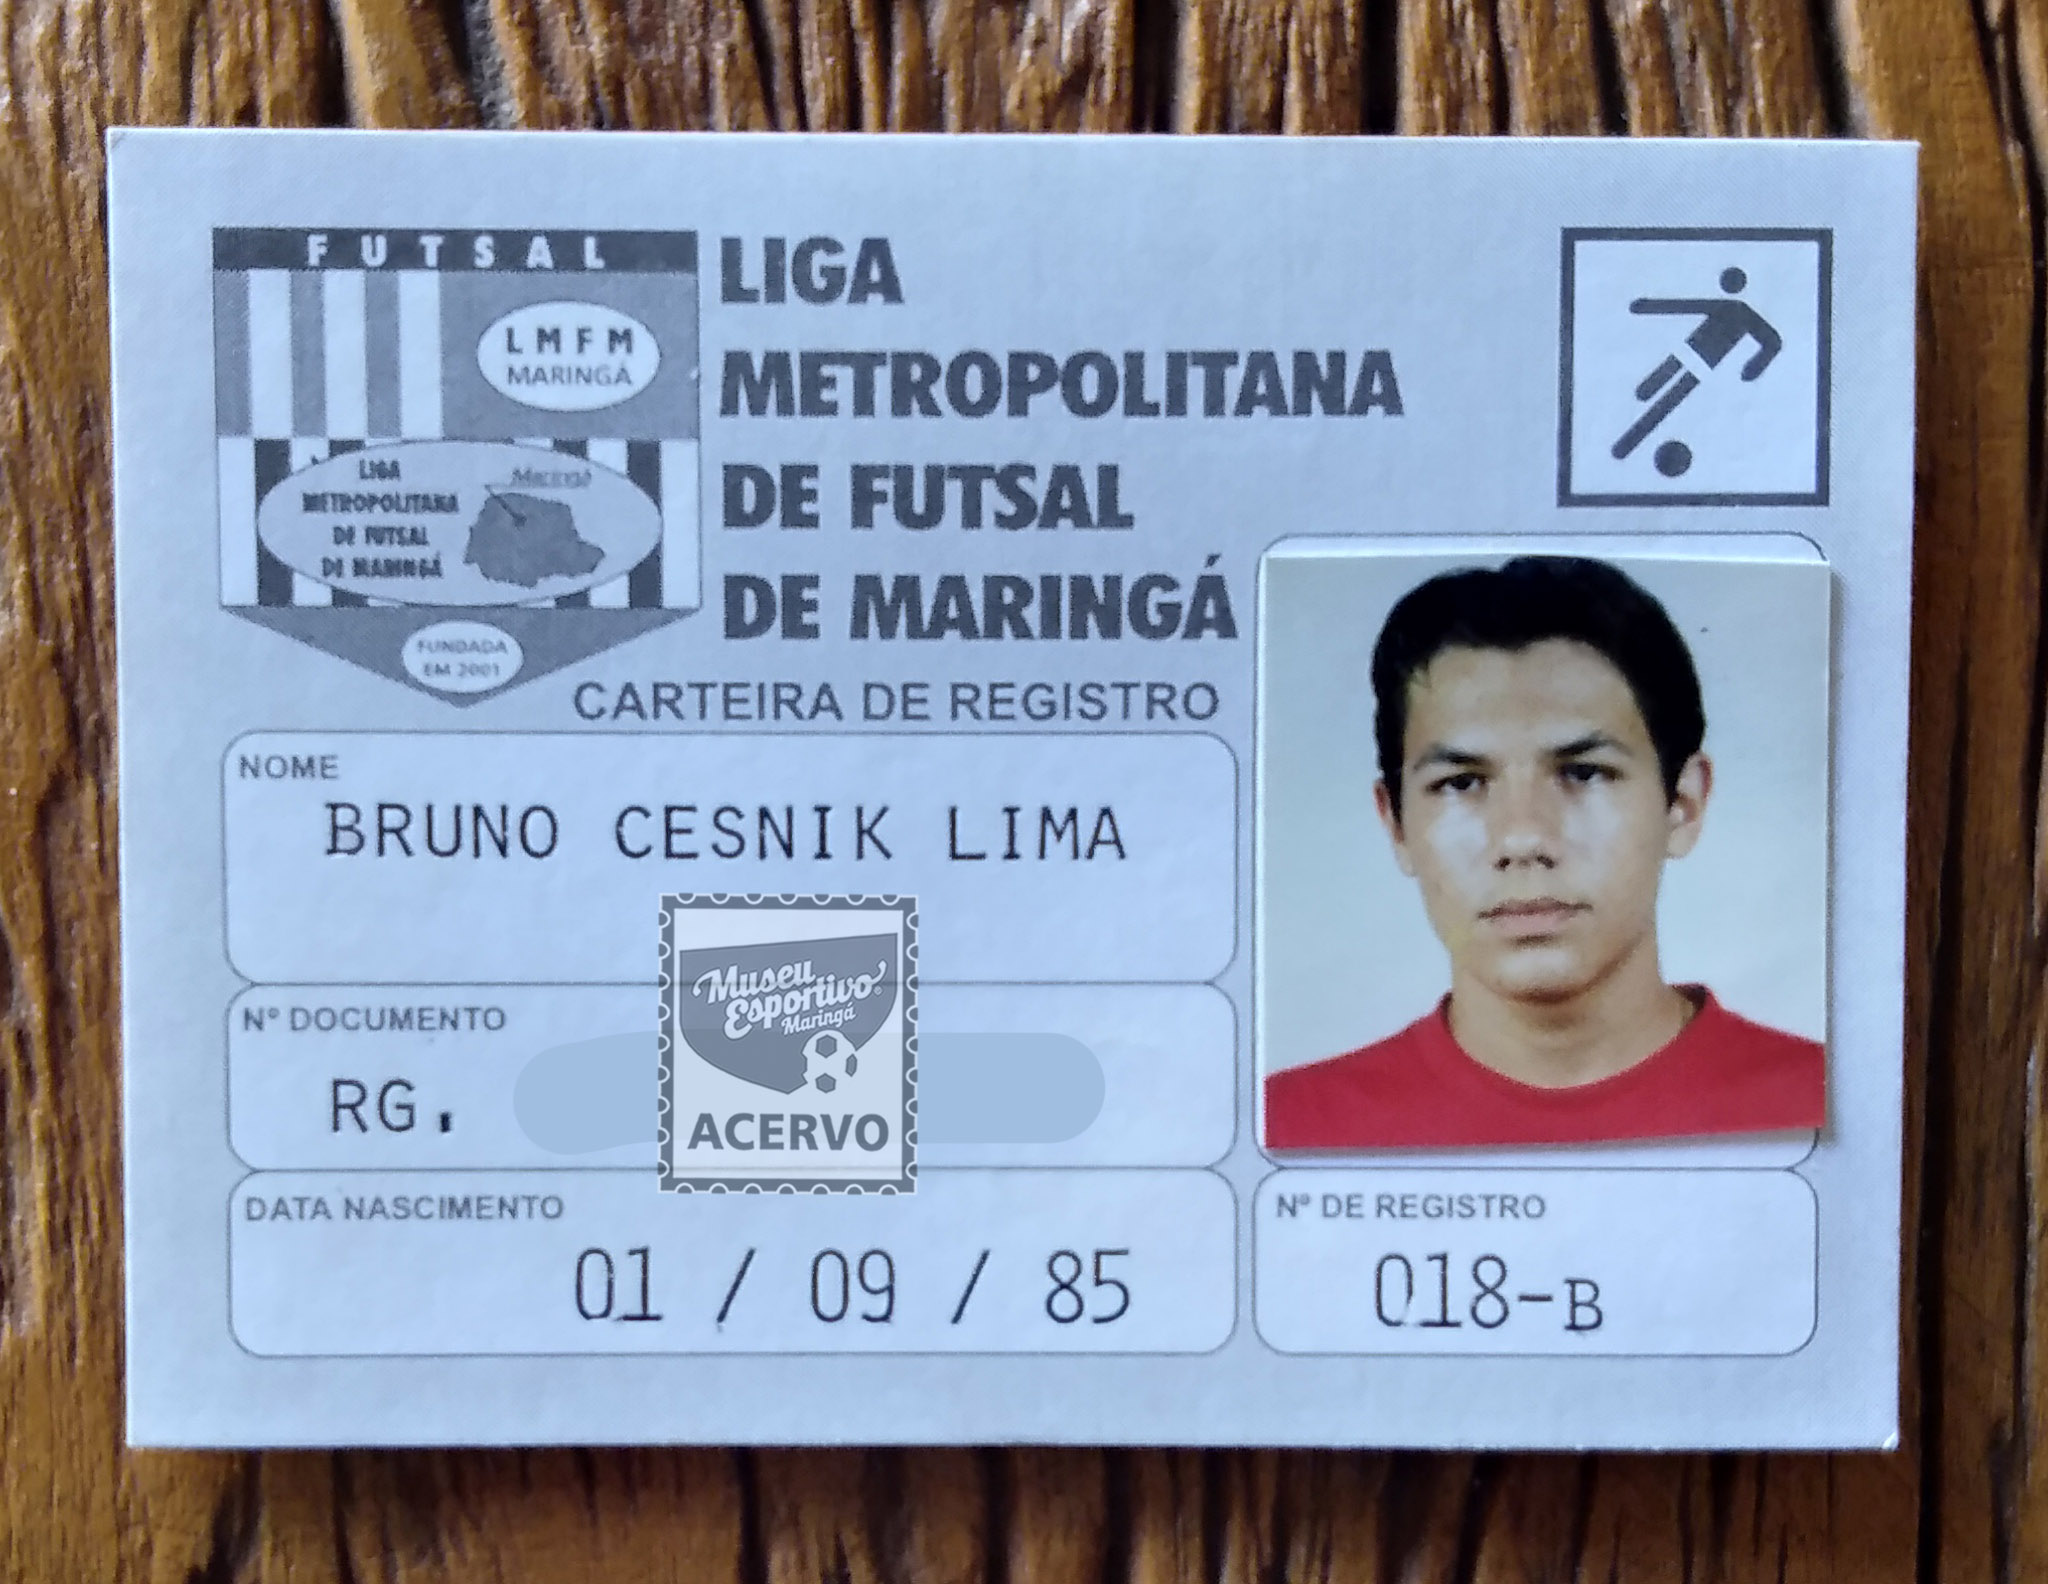 FUTSAL
LMFM
MARINGÁ
LIGA
METROPOLITANA
DE FUTSAL
DE MARINGÁ
Maringá
FUNDADA
EM 2001
LIGA
METROPOLITANA
DE FUTSAL
DE MARINGÁ
CARTEIRA DE REGISTRO
NOME
BRUNO CESNIK LIMA
Museu
Esportivo
Maringá
ACERVO
Nº DOCUMENTO
RG.
DATA NASCIMENTO
01 / 09 / 85
Nº DE REGISTRO
018-B